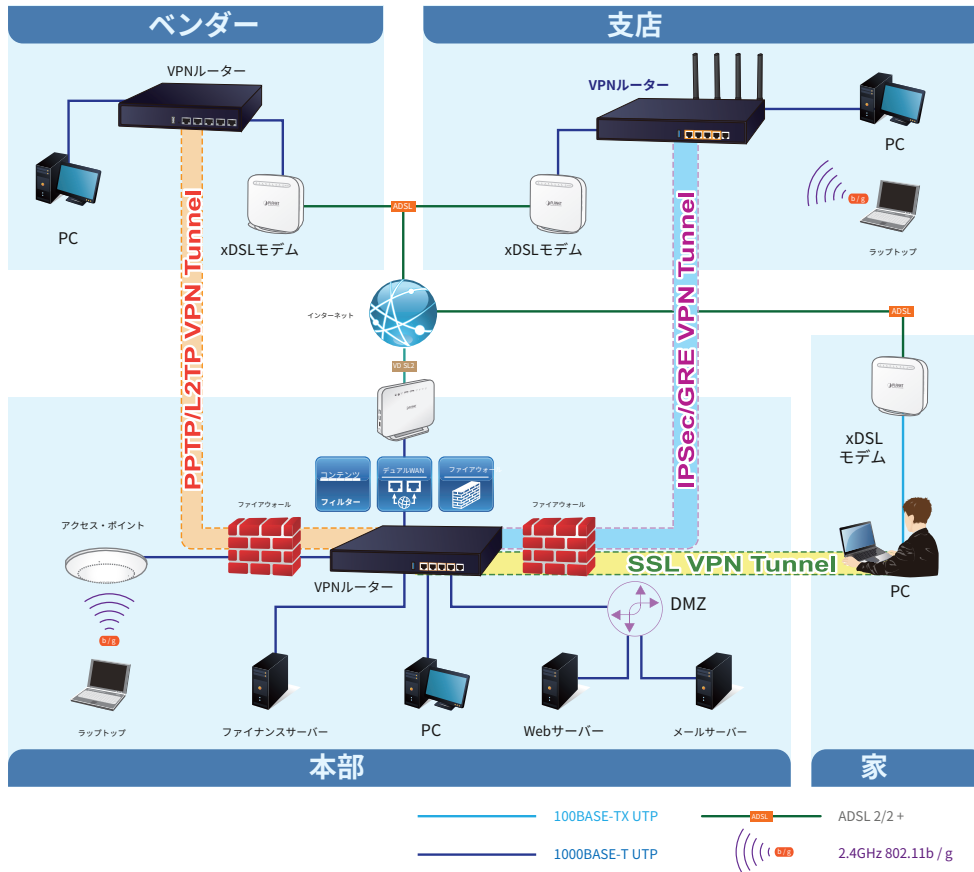 ベンダー
支店
VPNルーター
VPNルーター
PC
PC
xDSLモデム
ADSL
xDSLモデム
b / g
ラップトップ
PPTP/L2TP VPN Tunnel
IPSec/GRE VPN Tunnel
インターネット
ADSL
VD SL2
xDSL
モデム
コンテンツ
フィルター
デュアルWAN
ファイアウォール
ファイアウォール
ファイアウォール
アクセス・ポイント
VPNルーター
SSL VPN Tunnel
PC
DMZ
b / g
ラップトップ
ファイナンスサーバー
PC
Webサーバー
メールサーバー
本部
家
100BASE-TX UTP
ADSL
ADSL 2/2 +
1000BASE-T UTP
b / g
2.4GHz 802.11b / g